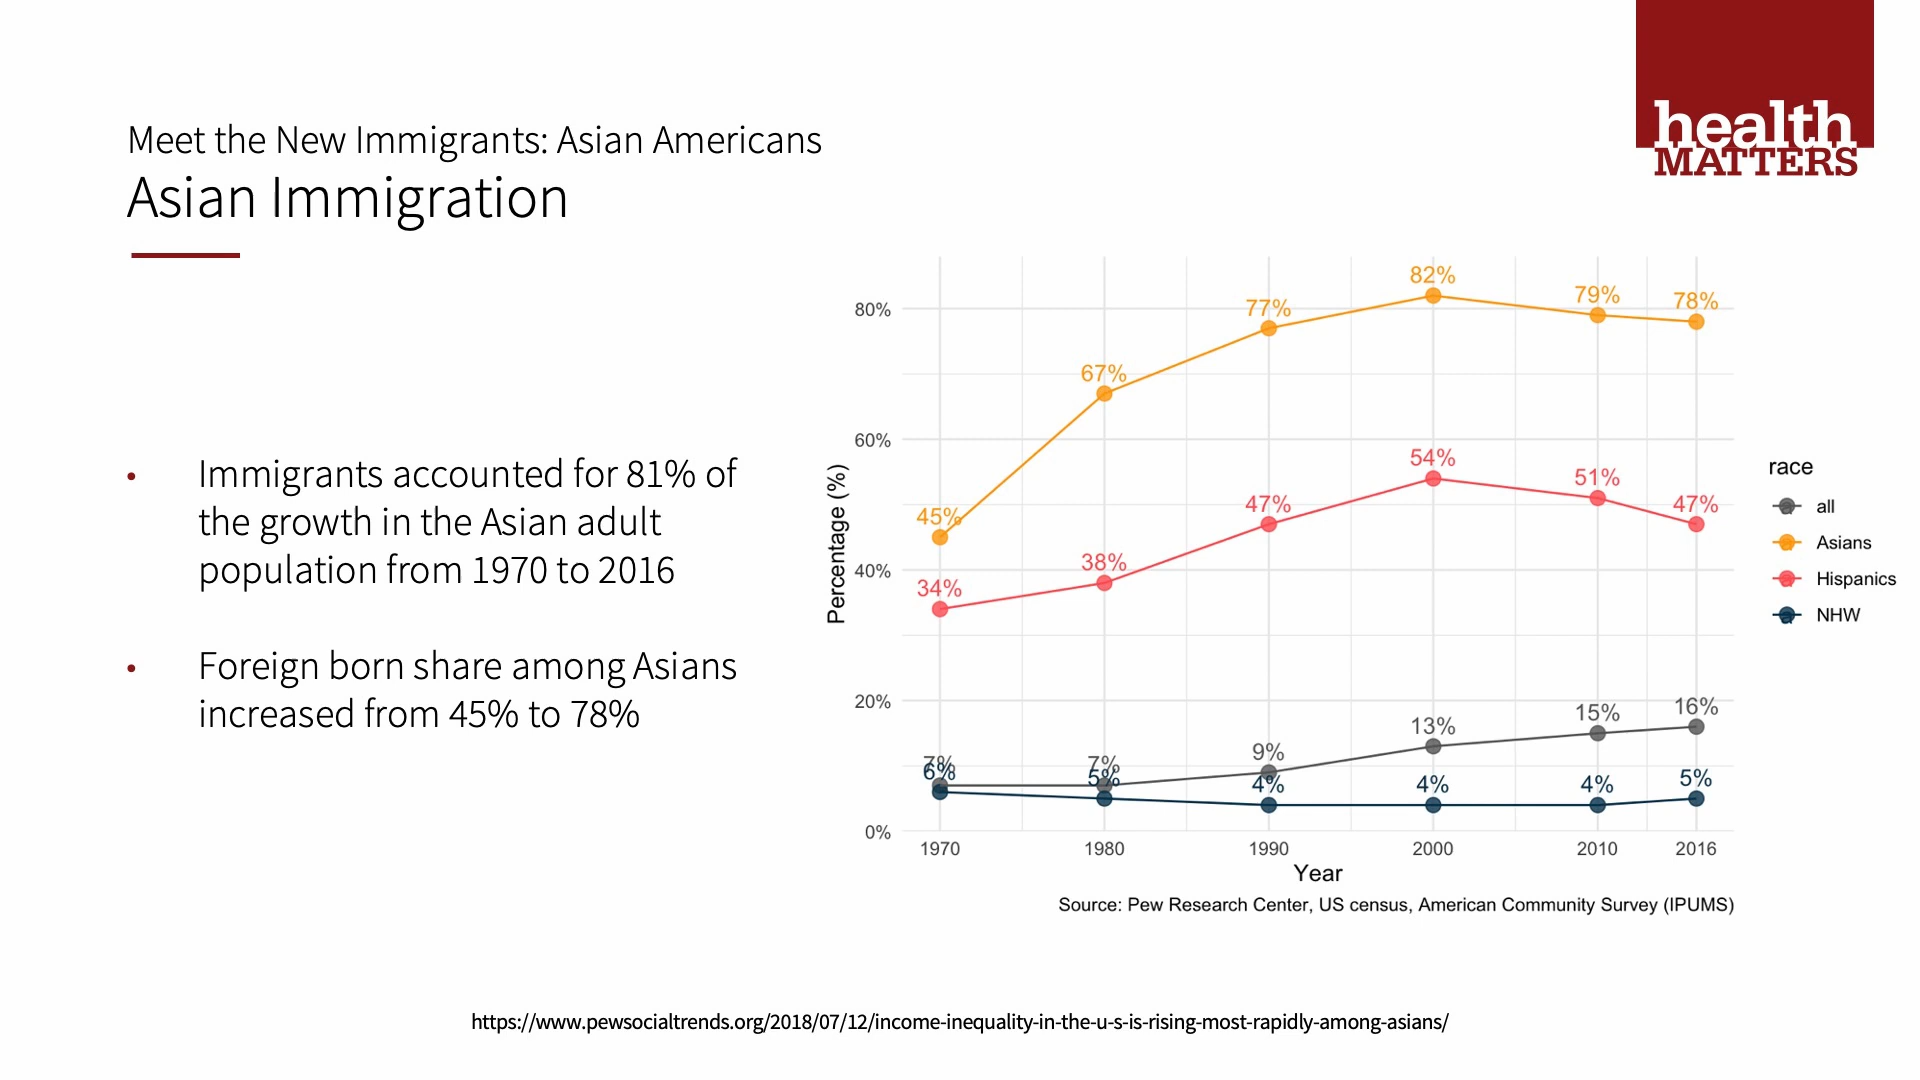 health
MATTERS
Meet the New Immigrants: Asian Americans
Asian Immigration
• Immigrants accounted for 81% of
the growth in the Asian adult
population from 1970 to 2016
• Foreign born share among Asians
increased from 45% to 78%
Percentage (%)
80%
60%
40%
20%
0%
45%
67%
77%
82%
79%
78%
34%
38%
47%
54%
51%
47%
7%
7%
9%
13%
15%
16%
6%
5%
4%
4%
4%
5%
1970 1980 1990 2000 2010 2016
Year
race
all
Asians
Hispanics
NHW
Source: Pew Research Center, US census, American Community Survey (IPUMS)
https://www.pewsocialtrends.org/2018/07/12/income-inequality-in-the-u-s-is-rising-most-rapidly-among-asians/